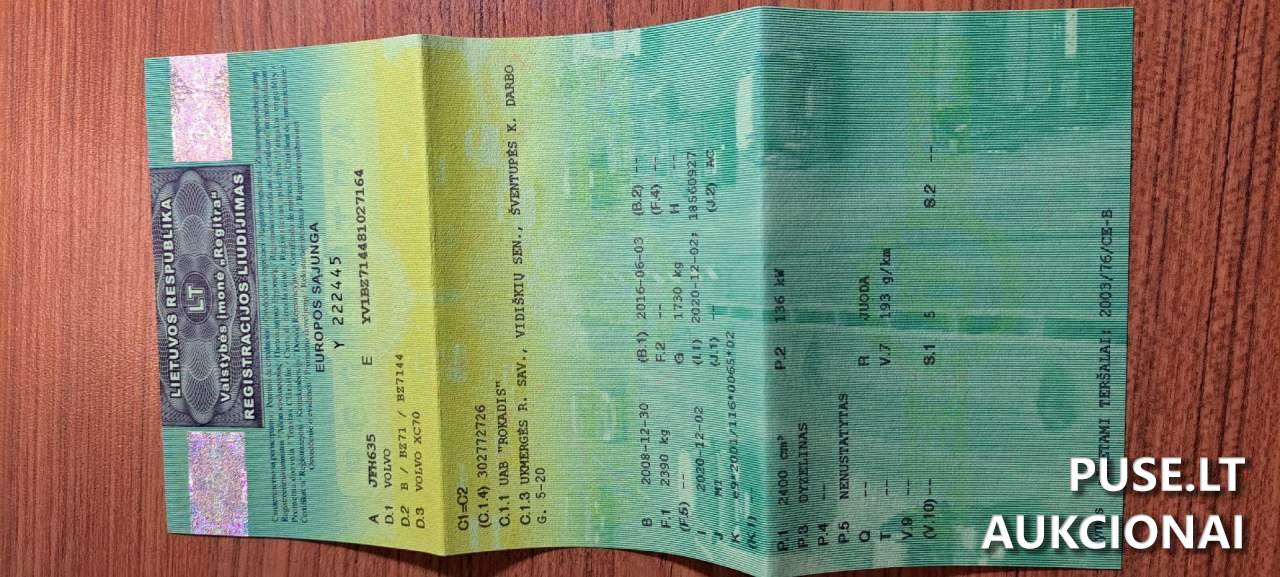 LIETUVOS RESPUBLIKA
LT
Valstybės įmonė „Regitra“
REGISTRACIJOS LIUDIJIMAS
EUROPOS SĄJUNGA
Y 222445
A JFH635 E YV1BZ714481027164
D.1 VOLVO
D.2 B / BZ71 / BZ7144
D.3 VOLVO XC70
C1=C2
(C.1.4) 302772726
C.1.1 UAB "ROKADIS"
C.1.3 UKMERGĖS R. SAV., VIDIŠKIŲ SEN., ŠVENTUPĖS K. DARBO
G. 5-20
B 2008-12-30 (B.1) 2016-06-03 (B.2) --
F.1 2390 kg F.2 -- (F.4) --
(F.5) -- G 1730 kg H --
I 2020-12-02 (I.1) 2020-12-02; 18560927
J M1 (J.1) -- (J.2) AC
K e9*2001/116*0065*02
(K.1)
P.1 2400 cm³ P.2 136 kW
P.3 DYZELINAS
P.4 --
P.5 NENUSTATYTAS
Q -- R JUODA
T -- V.7 193 g/km
V.9 --
(V.10) -- S.1 5 S.2 --
TERŠALAI: 2003/76/CE-B
PUSE.LT
AUKCIONAI